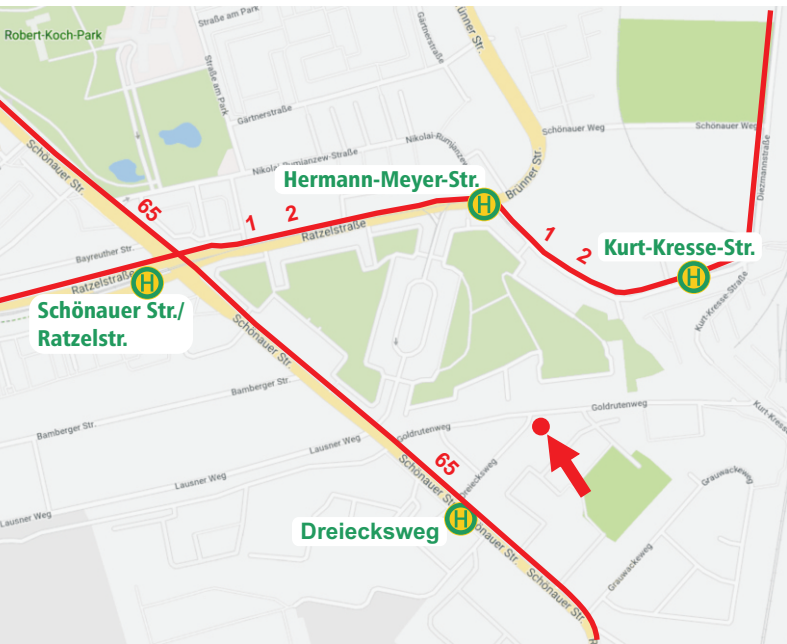 Straße am Park
Robert-Koch-Park
Gärtnerstraße
Straße am Park
Gärtnerstraße
Schönauer Weg
Schönauer Weg
Nikolai-Rumjanzew-
Nikolai-Rumjanzew-Straße
Schönauer Str.
Diezmannstraße
Hermann-Meyer-Str.
Brünner Str.
H
65
1 2
Ratzelstraße
1 2
Kurt-Kresse-Str.
H
Bayreuther Str.
Ratzelstraße
H
Kurt-Kresse-Straße
Schönauer Str./
Ratzelstr.
Schönauer Str.
Bamberger Str.
Bamberger Str.
Goldrutenweg
Goldrutenweg
Lausner Weg
65
Lausner Weg
Lausner Weg
Dreiecksweg
Schönauer Str.
Grauwackeweg
H
Dreiecksweg
Schönauer Str.
Schönauer Str.
Grauwackeweg